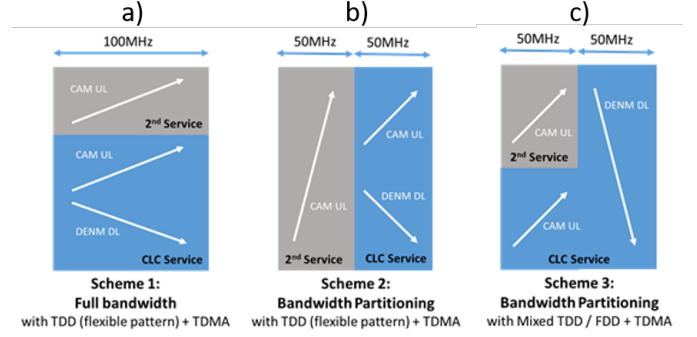 a)
b)
c)
100MHz
50MHz 50MHz
50MHz 50MHz
CAM UL
2nd Service
CAM UL
DENM DL
CLC Service
CAM UL
2nd Service
CAM UL
DENM DL
CLC Service
CAM UL
2nd Service
CAM UL
DENM DL
CLC Service
Scheme 1:
Full bandwidth
with TDD (flexible pattern) + TDMA
Scheme 2:
Bandwidth Partitioning
with TDD (flexible pattern) + TDMA
Scheme 3:
Bandwidth Partitioning
with Mixed TDD / FDD + TDMA